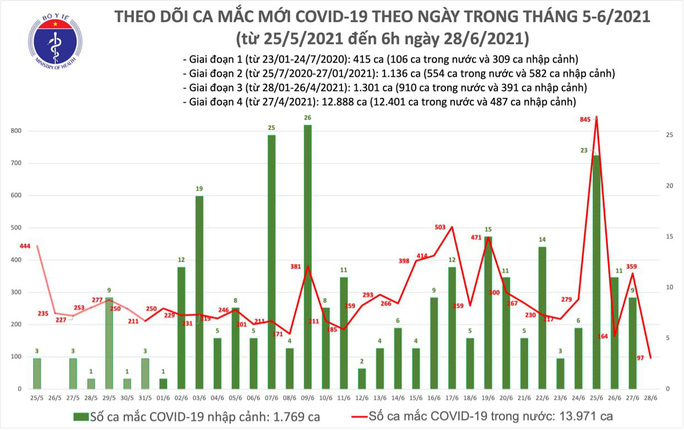 BỘ Y TẾ
MINISTRY OF HEALTH
THEO DÕI CA MẮC MỚI COVID-19 THEO NGÀY TRONG THÁNG 5-6/2021
(từ 25/5/2021 đến 6h ngày 28/6/2021)
- Giai đoạn 1 (từ 23/01-24/7/2020): 415 ca (106 ca trong nước và 309 ca nhập cảnh)
- Giai đoạn 2 (từ 25/7/2020-27/01/2021): 1.136 ca (554 ca trong nước và 582 ca nhập cảnh)
- Giai đoạn 3 (từ 28/01-26/4/2021): 1.301 ca (910 ca trong nước và 391 ca nhập cảnh)
- Giai đoạn 4 (từ 27/4/2021): 12.888 ca (12.401 ca trong nước và 487 ca nhập cảnh)
800
700
600
500
400
300
200
100
0
25
20
15
10
5
0
444 235 227 253 277 250 211 250 229 231 219 246 201 211 171 381 211 185 259 293 266 398 414 503 259 471 300 267 230 217 279 845 164 359 97
3 3 1 9 1 3 1 12 19 5 8 5 25 4 26 8 11 2 4 6 4 9 12 5 15 11 5 14 3 6 23 11 9
25/5 26/5 27/5 28/5 29/5 30/5 31/5 01/6 02/6 03/6 04/6 05/6 06/6 07/6 08/6 09/6 10/6 11/6 12/6 13/6 14/6 15/6 16/6 17/6 18/6 19/6 20/6 21/6 22/6 23/6 24/6 25/6 26/6 27/6 28/6
Số ca mắc COVID-19 nhập cảnh: 1.769 ca
Số ca mắc COVID-19 trong nước: 13.971 ca